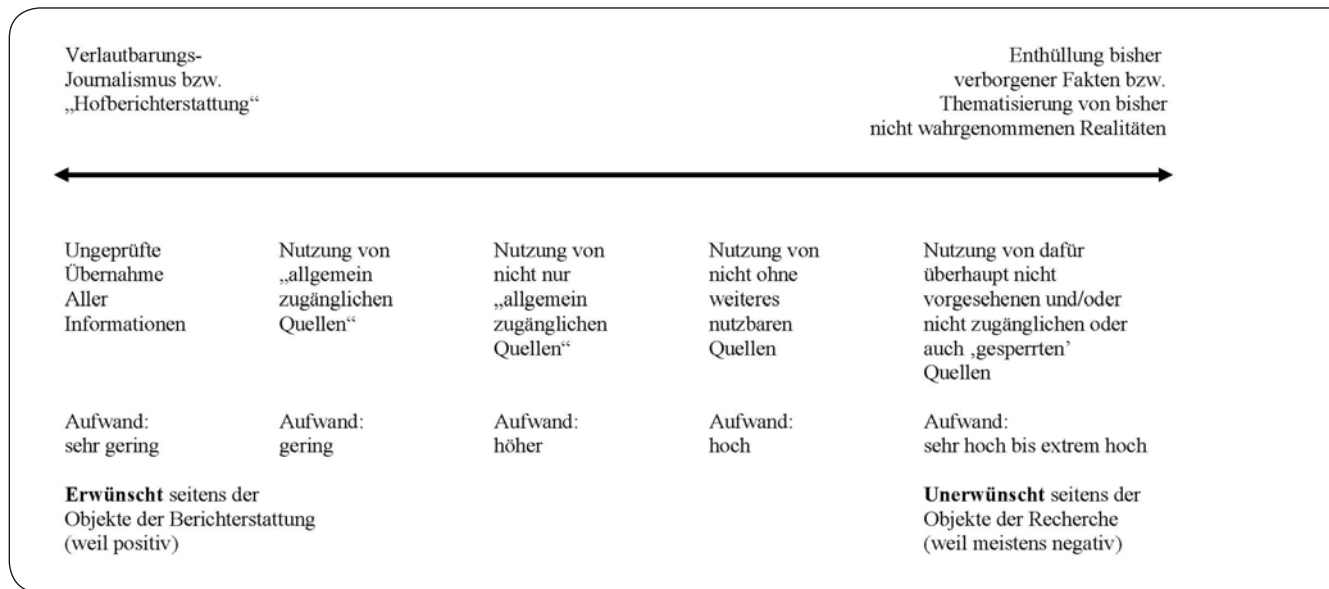 Verlautbarungs-
Journalismus bzw.
„Hofberichterstattung“
Enthüllung bisher
verborgener Fakten bzw.
Thematisierung von bisher
nicht wahrgenommenen Realitäten
Ungeprüfte
Übernahme
Aller
Informationen
Nutzung von
„allgemein
zugänglichen
Quellen“
Nutzung von
nicht nur
„allgemein
zugänglichen
Quellen“
Nutzung von
nicht ohne
weiteres
nutzbaren
Quellen
Nutzung von dafür
überhaupt nicht
vorgesehenen und/oder
nicht zugänglichen oder
auch ‚gesperrten’
Quellen
Aufwand:
sehr gering
Aufwand:
gering
Aufwand:
höher
Aufwand:
hoch
Aufwand:
sehr hoch bis extrem hoch
Erwünscht seitens der
Objekte der Berichterstattung
(weil positiv)
Unerwünscht seitens der
Objekte der Recherche
(weil meistens negativ)